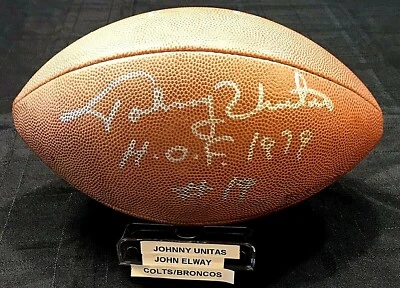 Johnny Unitas
H.O.F. 1979
#19
JOHNNY UNITAS
JOHN ELWAY
COLTS/BRONCOS